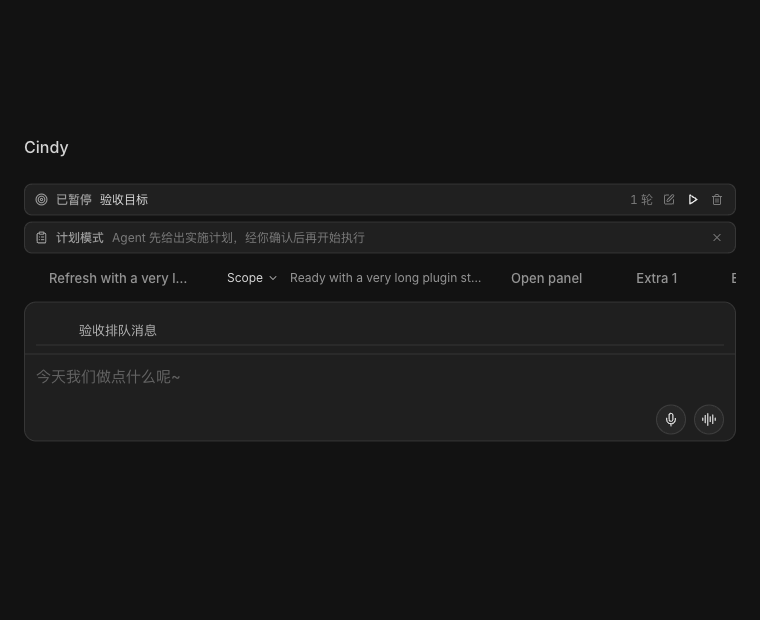 Cindy
已暂停 验收目标 1 轮
计划模式 Agent 先给出实施计划，经你确认后再开始执行
Refresh with a very l... Scope Ready with a very long plugin st... Open panel Extra 1
验收排队消息
今天我们做点什么呢~